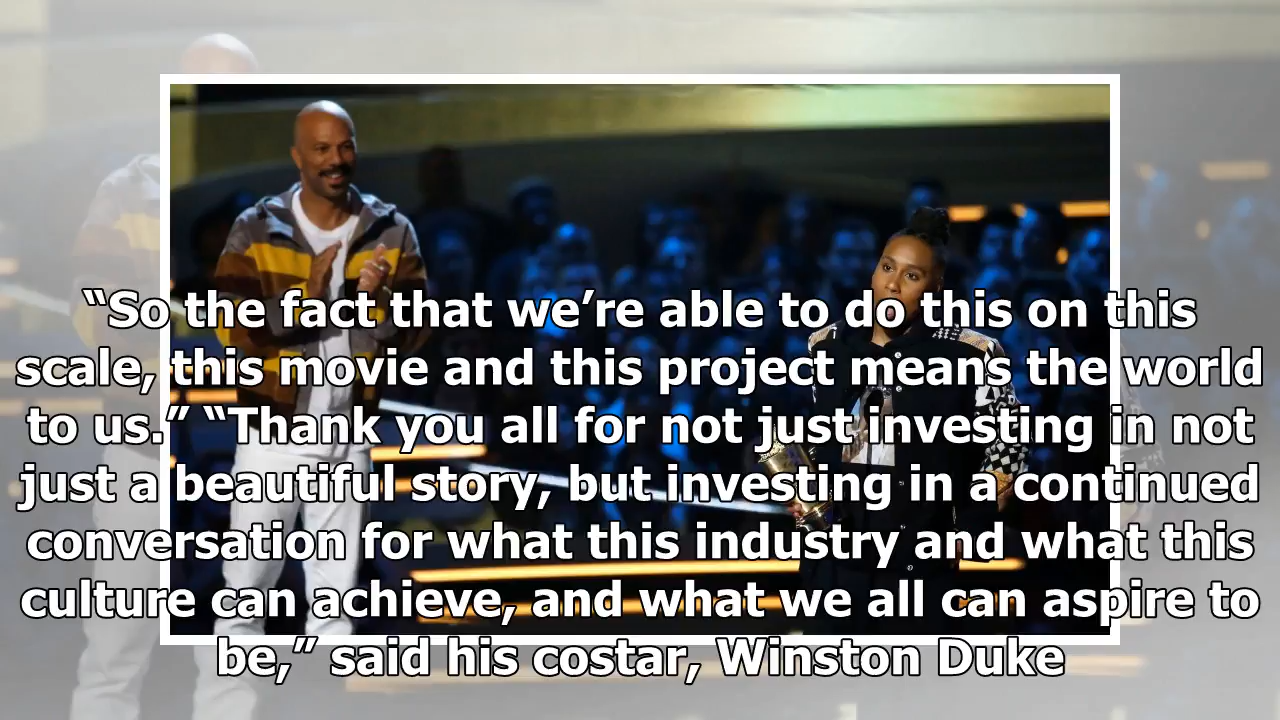 “So the fact that we’re able to do this on this
scale, this movie and this project means the world
to us.” “Thank you all for not just investing in not
just a beautiful story, but investing in a continued
conversation for what this industry and what this
culture can achieve, and what we all can aspire to
be,” said his costar, Winston Duke